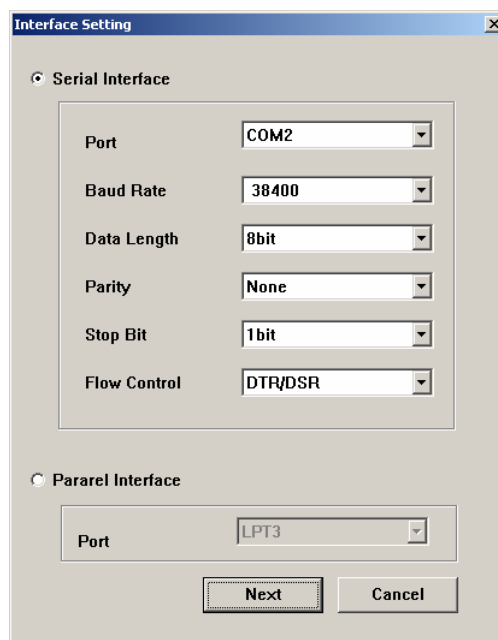 Interface Setting
Serial Interface
Port COM2
Baud Rate 38400
Data Length 8bit
Parity None
Stop Bit 1bit
Flow Control DTR/DSR
Pararel Interface
Port LPT3
Next Cancel